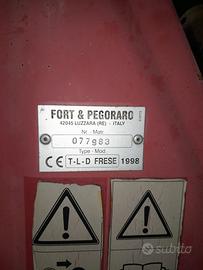 FORT & PEGORARO
42045 LUZZARA (RE) - ITALY
Nr. - Matr.
077983
Type - Mod.
CE T-L-D FRESE 1998
subito